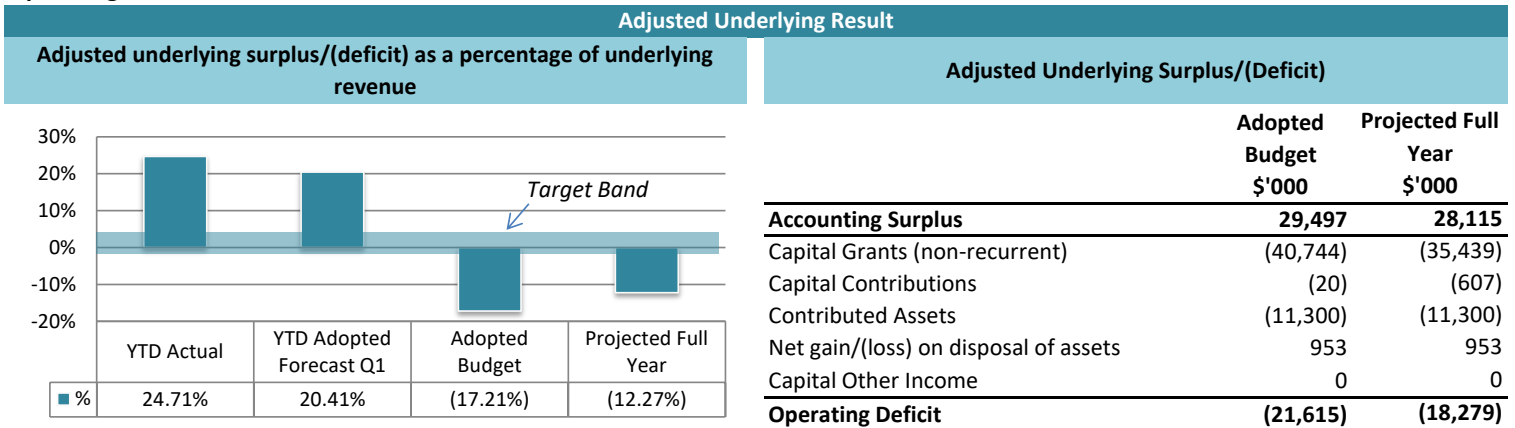 Adjusted Underlying Result
Adjusted underlying surplus/(deficit) as a percentage of underlying
revenue
30%
20%
10%
0%
-10%
-20%
Target Band
YTD Actual
YTD Adopted
Forecast Q1
Adopted
Budget
Projected Full
Year
% 24.71% 20.41% (17.21%) (12.27%)
Adjusted Underlying Surplus/(Deficit)
Adopted Projected Full
Budget Year
$'000 $'000
Accounting Surplus 29,497 28,115
Capital Grants (non-recurrent) (40,744) (35,439)
Capital Contributions (20) (607)
Contributed Assets (11,300) (11,300)
Net gain/(loss) on disposal of assets 953 953
Capital Other Income 0 0
Operating Deficit (21,615) (18,279)